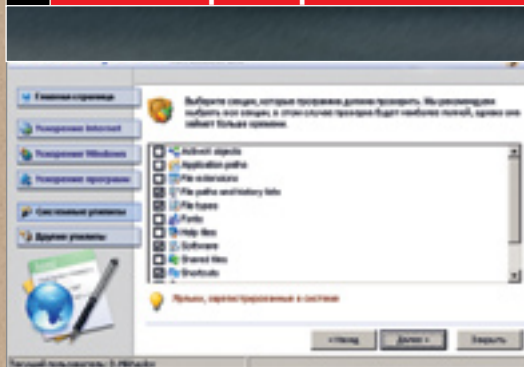 Главная страница
Ускорение Internet
Ускорение Windows
Ускорение программ
Системные утилиты
Другие утилиты
Выберите секции, которые программа должна проверить. Мы рекомендуем
выбрать все секции, в этом случае проверка будет наиболее полной, однако она
займет больше времени.
ActiveX objects
Application paths
File extensions
File paths and history lists
File types
Fonts
Help files
Software
Shared files
Shortcuts
Ярлыки, зарегистрированные в системе
< Назад
Далее >
Закрыть
Текущий пользователь: